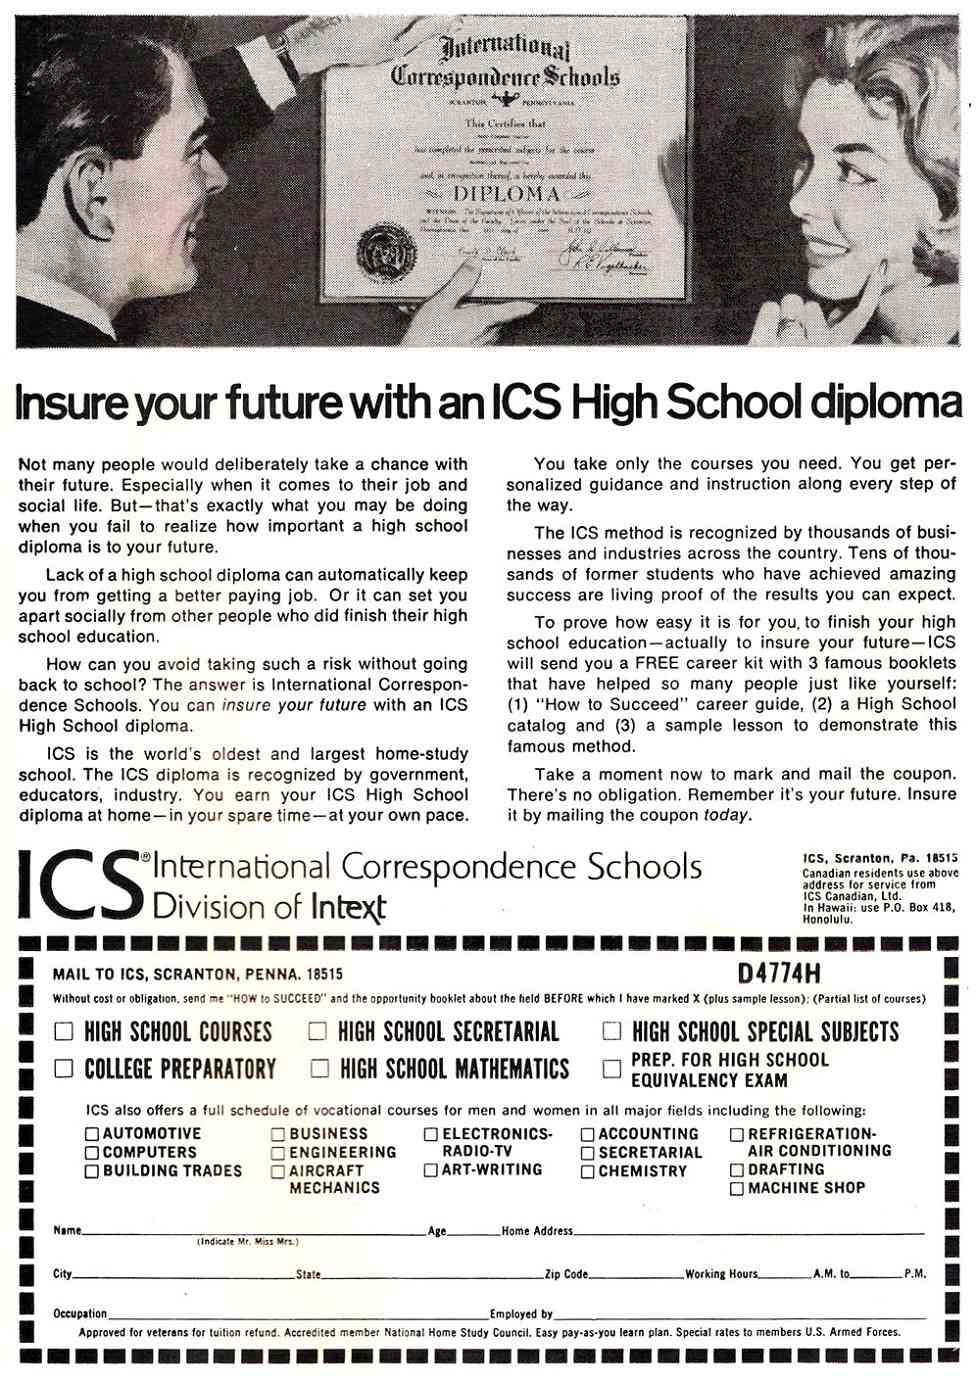 International
Correspondence Schools
SCRANTON, PENNSYLVANIA
This Certifies that
has completed the prescribed subjects for the course
and, in recognition thereof, is hereby awarded this
DIPLOMA
Insure your future with an ICS High School diploma
Not many people would deliberately take a chance with
their future. Especially when it comes to their job and
social life. But—that's exactly what you may be doing
when you fail to realize how important a high school
diploma is to your future.
Lack of a high school diploma can automatically keep
you from getting a better paying job. Or it can set you
apart socially from other people who did finish their high
school education.
How can you avoid taking such a risk without going
back to school? The answer is International Correspon-
dence Schools. You can insure your future with an ICS
High School diploma.
ICS is the world's oldest and largest home-study
school. The ICS diploma is recognized by government,
educators, industry. You earn your ICS High School
diploma at home—in your spare time—at your own pace.
You take only the courses you need. You get per-
sonalized guidance and instruction along every step of
the way.
The ICS method is recognized by thousands of busi-
nesses and industries across the country. Tens of thou-
sands of former students who have achieved amazing
success are living proof of the results you can expect.
To prove how easy it is for you, to finish your high
school education—actually to insure your future—ICS
will send you a FREE career kit with 3 famous booklets
that have helped so many people just like yourself:
(1) "How to Succeed" career guide, (2) a High School
catalog and (3) a sample lesson to demonstrate this
famous method.
Take a moment now to mark and mail the coupon.
There's no obligation. Remember it's your future. Insure
it by mailing the coupon today.
ICS® International Correspondence Schools
Division of Intext
ICS, Scranton, Pa. 18515
Canadian residents use above
address for service from
ICS Canadian, Ltd.
In Hawaii: use P.O. Box 418,
Honolulu.
MAIL TO ICS, SCRANTON, PENNA. 18515 D4774H
Without cost or obligation, send me "HOW to SUCCEED" and the opportunity booklet about the field BEFORE which I have marked X (plus sample lesson): (Partial list of courses)
HIGH SCHOOL COURSES HIGH SCHOOL SECRETARIAL HIGH SCHOOL SPECIAL SUBJECTS
COLLEGE PREPARATORY HIGH SCHOOL MATHEMATICS PREP. FOR HIGH SCHOOL
EQUIVALENCY EXAM
ICS also offers a full schedule of vocational courses for men and women in all major fields including the following:
AUTOMOTIVE BUSINESS ELECTRONICS- ACCOUNTING REFRIGERATION-
COMPUTERS ENGINEERING RADIO-TV SECRETARIAL AIR CONDITIONING
BUILDING TRADES AIRCRAFT ART-WRITING CHEMISTRY DRAFTING
MECHANICS MACHINE SHOP
Name Age Home Address
(Indicate Mr. Miss Mrs.)
City State Zip Code Working Hours A.M. to P.M.
Occupation Employed by
Approved for veterans for tuition refund. Accredited member National Home Study Council. Easy pay-as-you learn plan. Special rates to members U.S. Armed Forces.